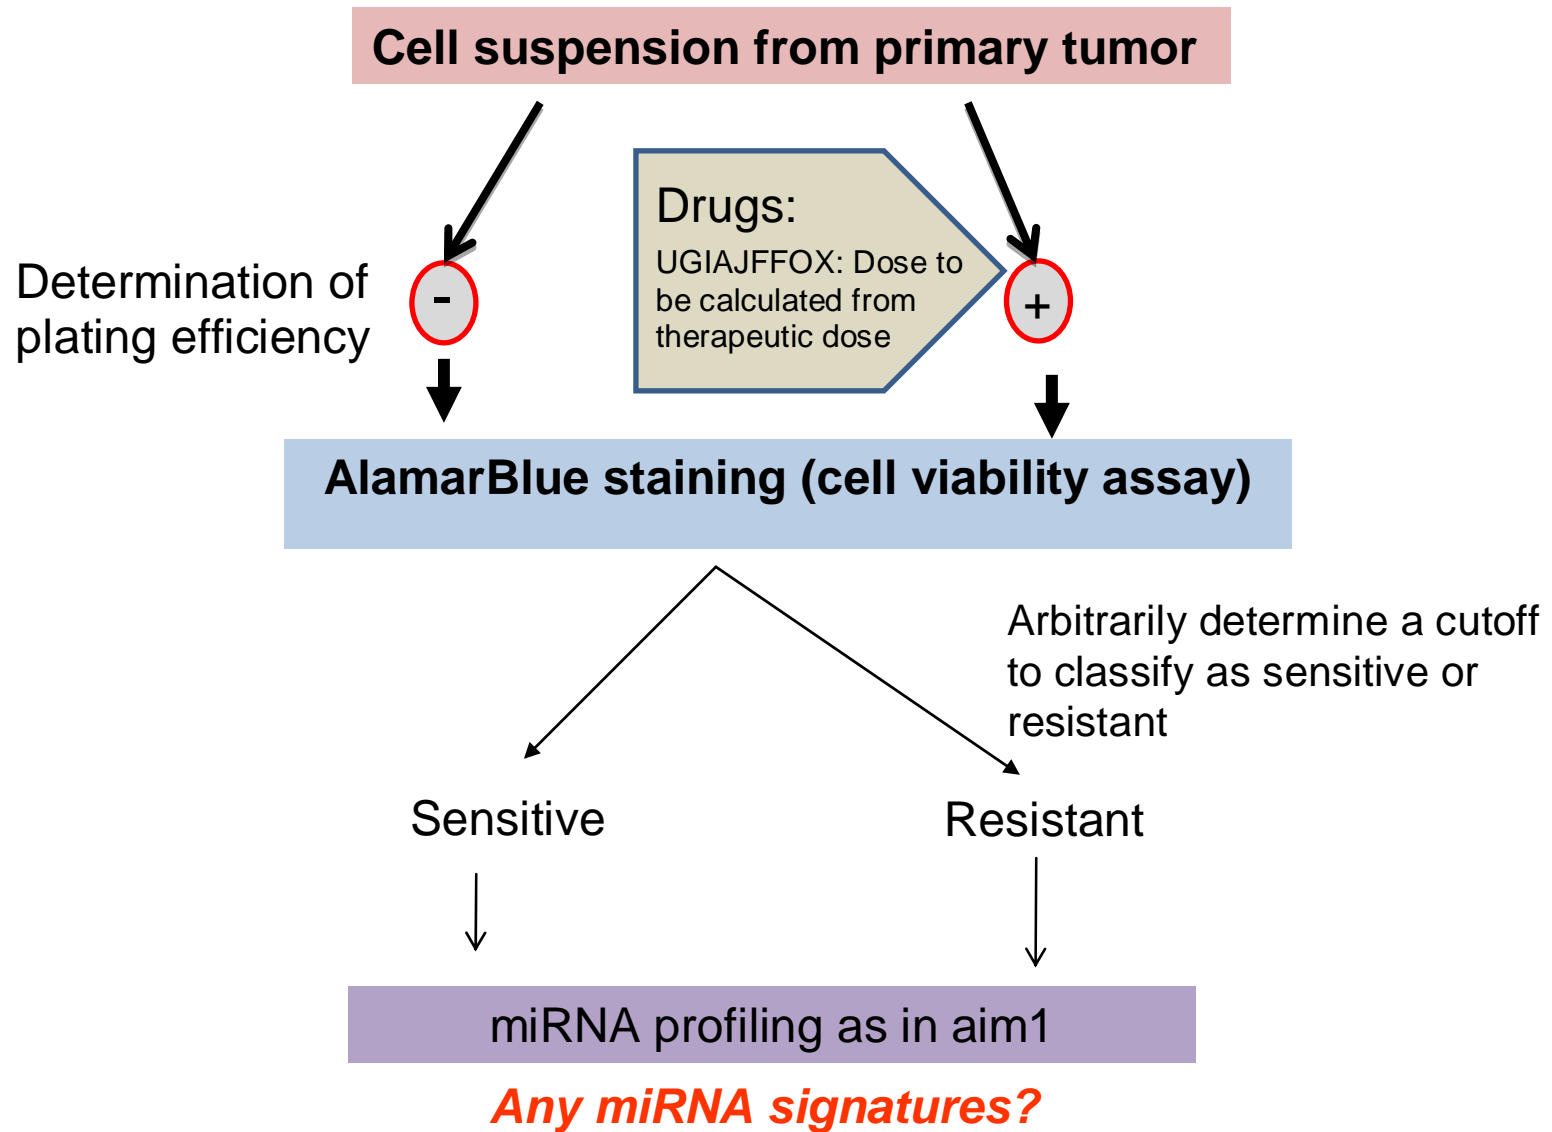 Cell suspension from primary tumor
Drugs:
UGIAJFFOX: Dose to
be calculated from
therapeutic dose
Determination of
plating efficiency
-
+
AlamarBlue staining (cell viability assay)
Arbitrarily determine a cutoff
to classify as sensitive or
resistant
Sensitive
Resistant
miRNA profiling as in aim1
Any miRNA signatures?